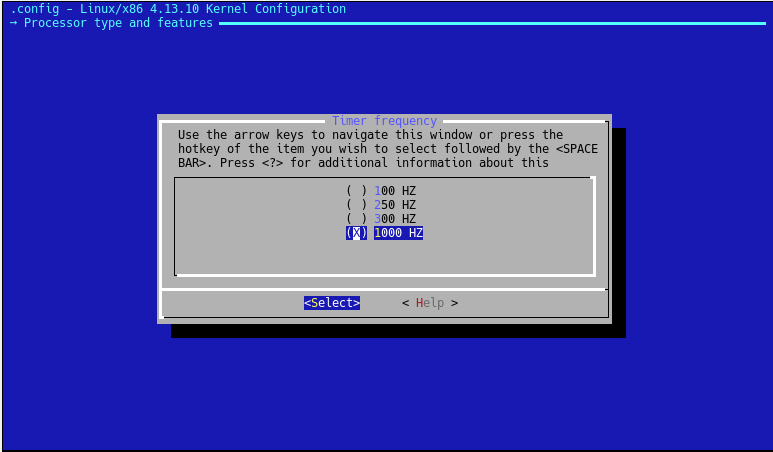 .config - Linux/x86 4.13.10 Kernel Configuration
→ Processor type and features
Timer frequency
Use the arrow keys to navigate this window or press the
hotkey of the item you wish to select followed by the <SPACE
BAR>. Press <?> for additional information about this
( ) 100 HZ
( ) 250 HZ
( ) 300 HZ
(X) 1000 HZ
<Select> < Help >